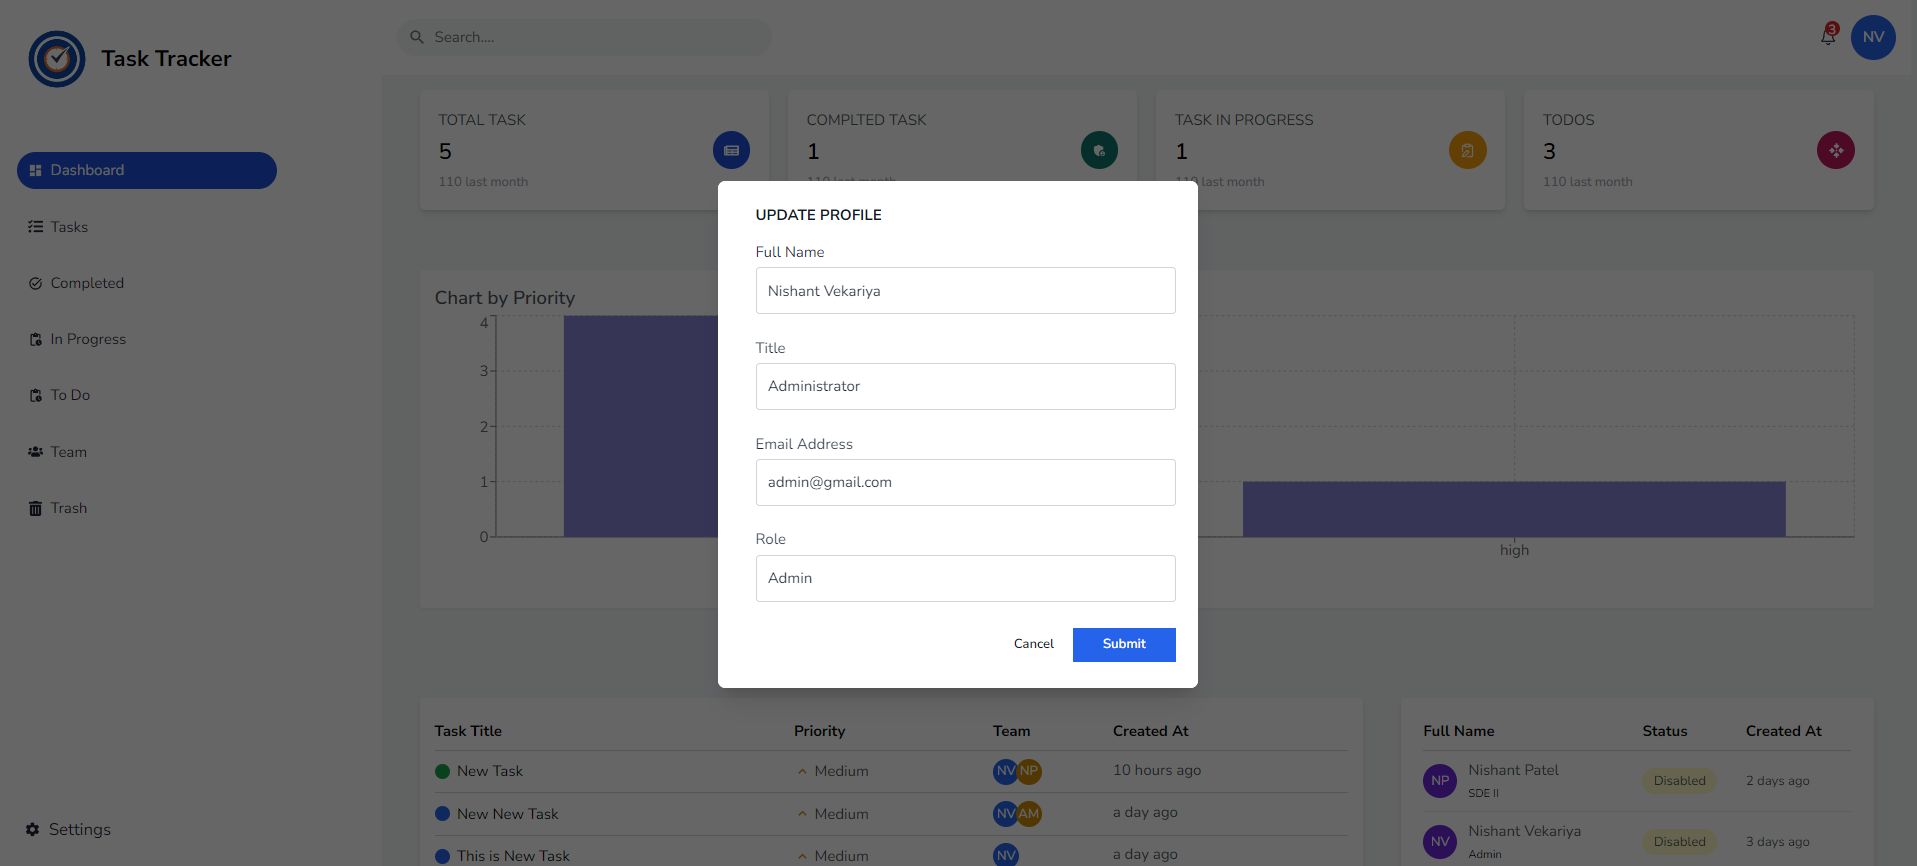 Task Tracker
Search....
3
NV
Dashboard
Tasks
Completed
In Progress
To Do
Team
Trash
Settings
TOTAL TASK
5
110 last month
COMPLTED TASK
1
110 last month
TASK IN PROGRESS
1
110 last month
TODOS
3
110 last month
Chart by Priority
4
3
2
1
0
high
UPDATE PROFILE
Full Name
Nishant Vekariya
Title
Administrator
Email Address
admin@gmail.com
Role
Admin
Cancel Submit
Task Title Priority Team Created At
New Task Medium NV NP 10 hours ago
New New Task Medium NV AM a day ago
This is New Task Medium NV a day ago
Full Name Status Created At
NP Nishant Patel Disabled 2 days ago
SDE II
NV Nishant Vekariya Disabled 3 days ago
Admin